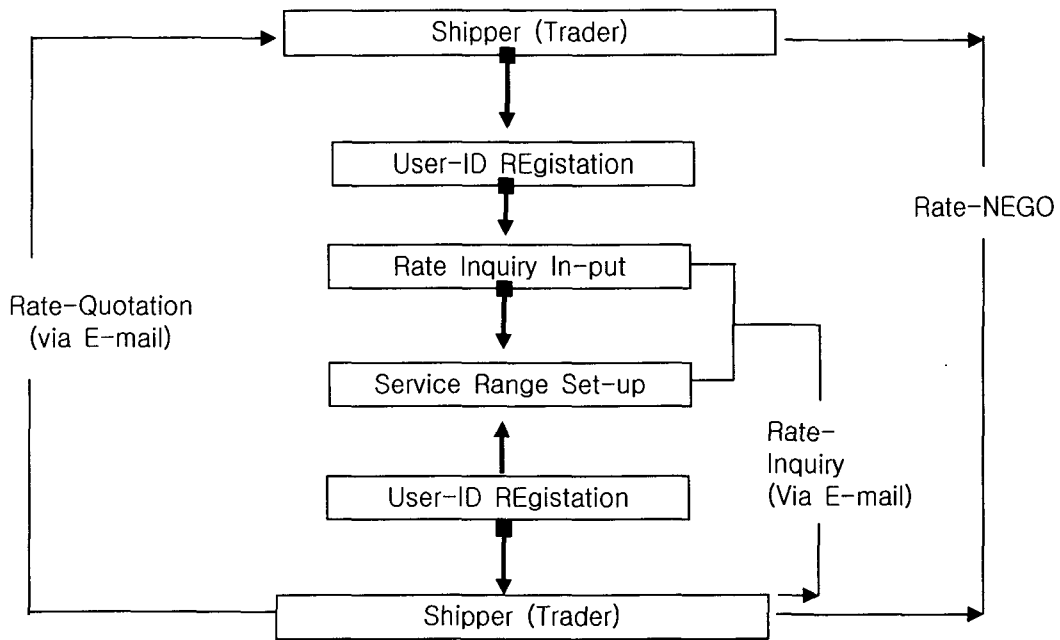 Shipper (Trader)
User-ID REgistation
Rate-NEGO
Rate Inquiry In-put
Rate-Quotation
(via E-mail)
Service Range Set-up
Rate-
Inquiry
(Via E-mail)
User-ID REgistation
Shipper (Trader)